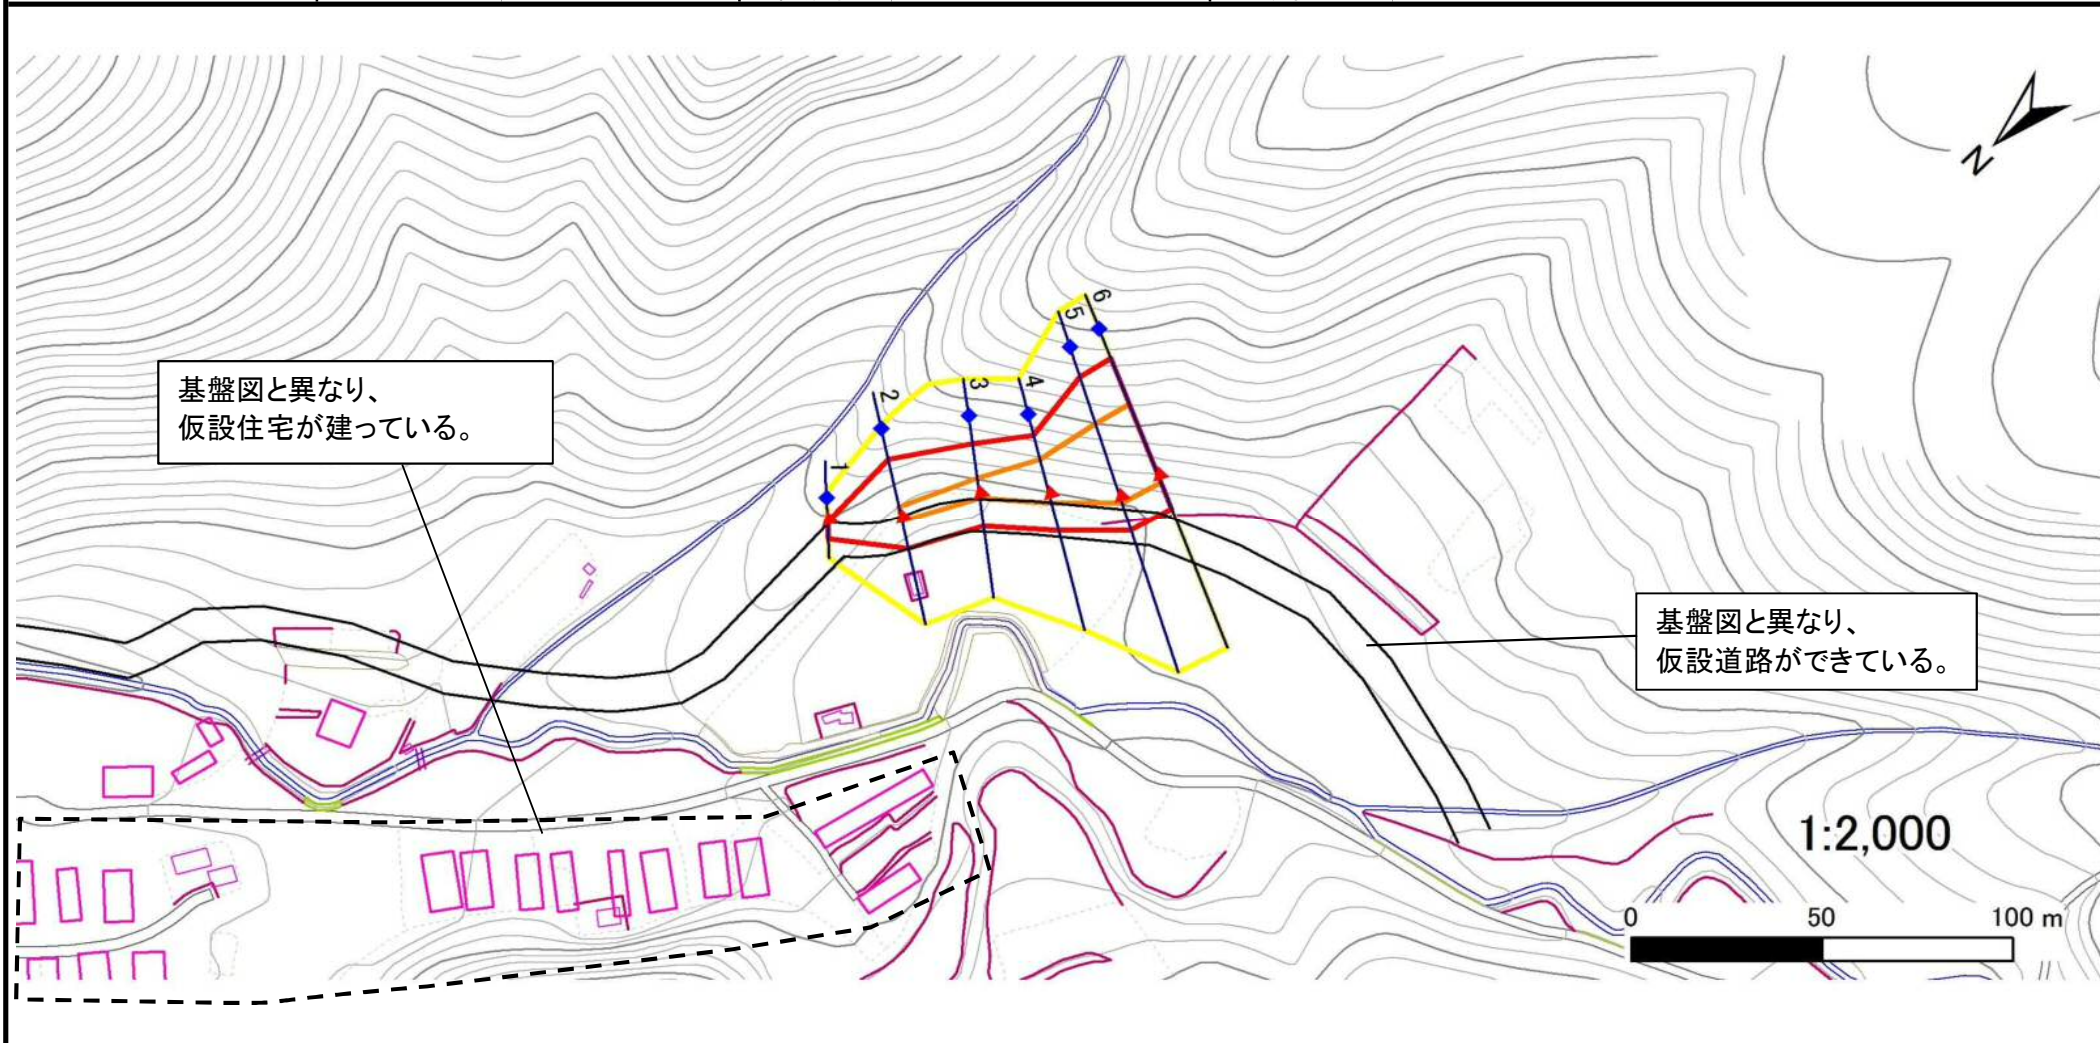 N
6
5
3
4
2
1
基盤図と異なり、
仮設住宅が建っている。
基盤図と異なり、
仮設道路ができている。
1:2,000
0 50 100 m